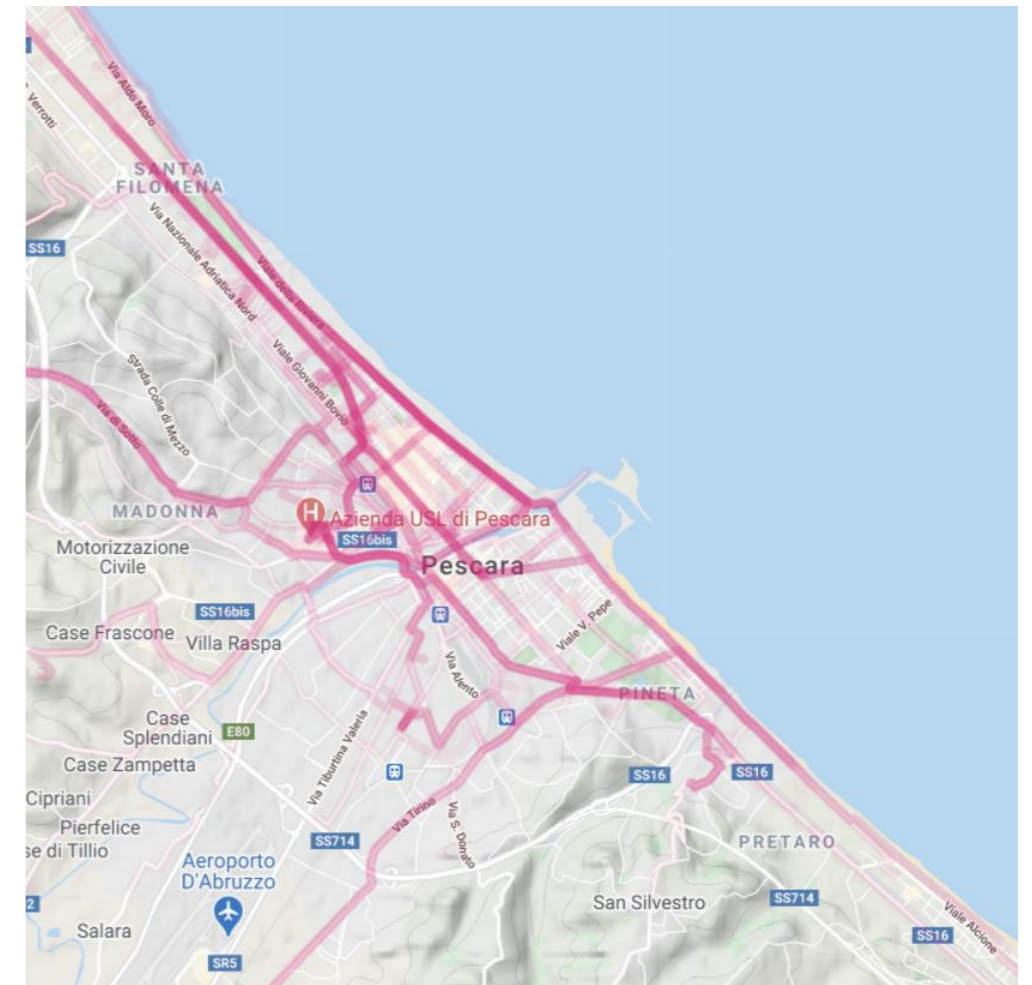 Via Aldo Moro
Verrotti
SANTA
FILOMENA
SS16
Via Nazionale Adriatica Nord
Viale della Riviera
Viale Giovanni Bovio
Strada Colle di Mezzo
Via di Sotto
MADONNA
H
Azienda USL di Pescara
SS16bis
Motorizzazione
Civile
Pescara
SS16bis
Case Frascone
Villa Raspa
Viale V. Pepe
Via Alento
PINETA
Case
Splendiani
E80
Case Zampetta
Via Tiburtina Valeria
SS16
SS16
Cipriani
Pierfelice
se di Tillio
Via Tirino
Via S. Donato
SS714
PRETARO
Aeroporto
D'Abruzzo
San Silvestro
SS714
2
Salara
Viale Alcione
SS16
SR5